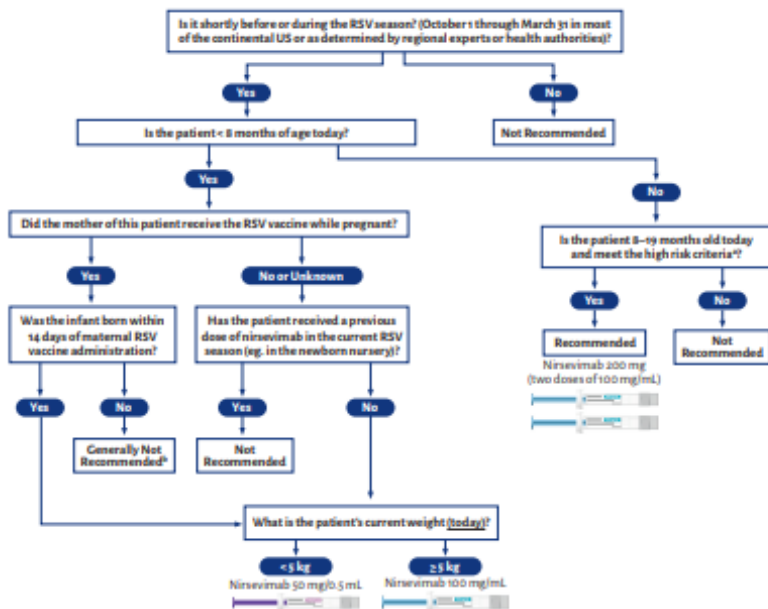 Is it shortly before or during the RSV season? (October 1 through March 31 in most
of the continental US or as determined by regional experts or health authorities)?
Yes
No
Is the patient < 8 months of age today?
Not Recommended
Yes
No
Did the mother of this patient receive the RSV vaccine while pregnant?
Is the patient 8–19 months old today
and meet the high risk criteriaᵃ?
Yes
No or Unknown
Yes
No
Was the infant born within
14 days of maternal RSV
vaccine administration?
Has the patient received a previous
dose of nirsevimab in the current RSV
season (eg. in the newborn nursery)?
Recommended
Nirsevimab 200 mg
(two doses of 100 mg/mL)
Not
Recommended
Yes
No
Yes
No
Generally Not
Recommendedᵇ
Not
Recommended
What is the patient's current weight (today)?
<5 kg
≥5 kg
Nirsevimab 50 mg/0.5 mL
Nirsevimab 100 mg/mL